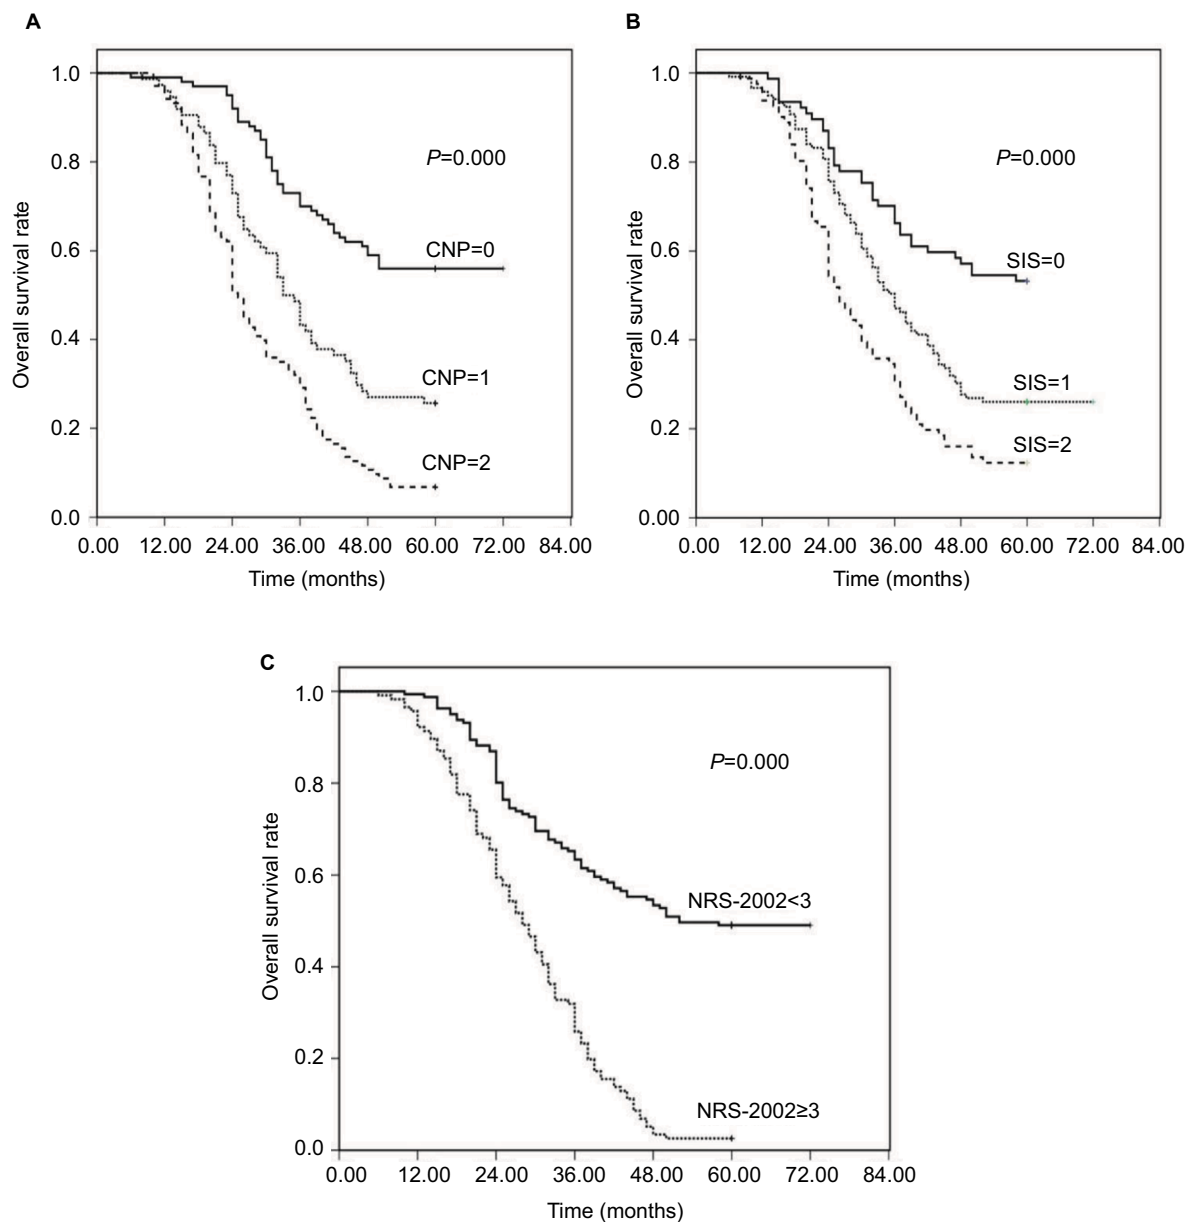 A
Overall survival rate
1.0
0.8
0.6
0.4
0.2
0.0
P=0.000
CNP=0
CNP=1
CNP=2
0.00 12.00 24.00 36.00 48.00 60.00 72.00 84.00
Time (months)
B
Overall survival rate
1.0
0.8
0.6
0.4
0.2
0.00
P=0.000
SIS=0
SIS=1
SIS=2
0.00 12.00 24.00 36.00 48.00 60.00 72.00 84.00
Time (months)
C
Overall survival rate
1.0
0.8
0.6
0.4
0.2
0.0
P=0.000
NRS-2002<3
NRS-2002≥3
0.00 12.00 24.00 36.00 48.00 60.00 72.00 84.00
Time (months)